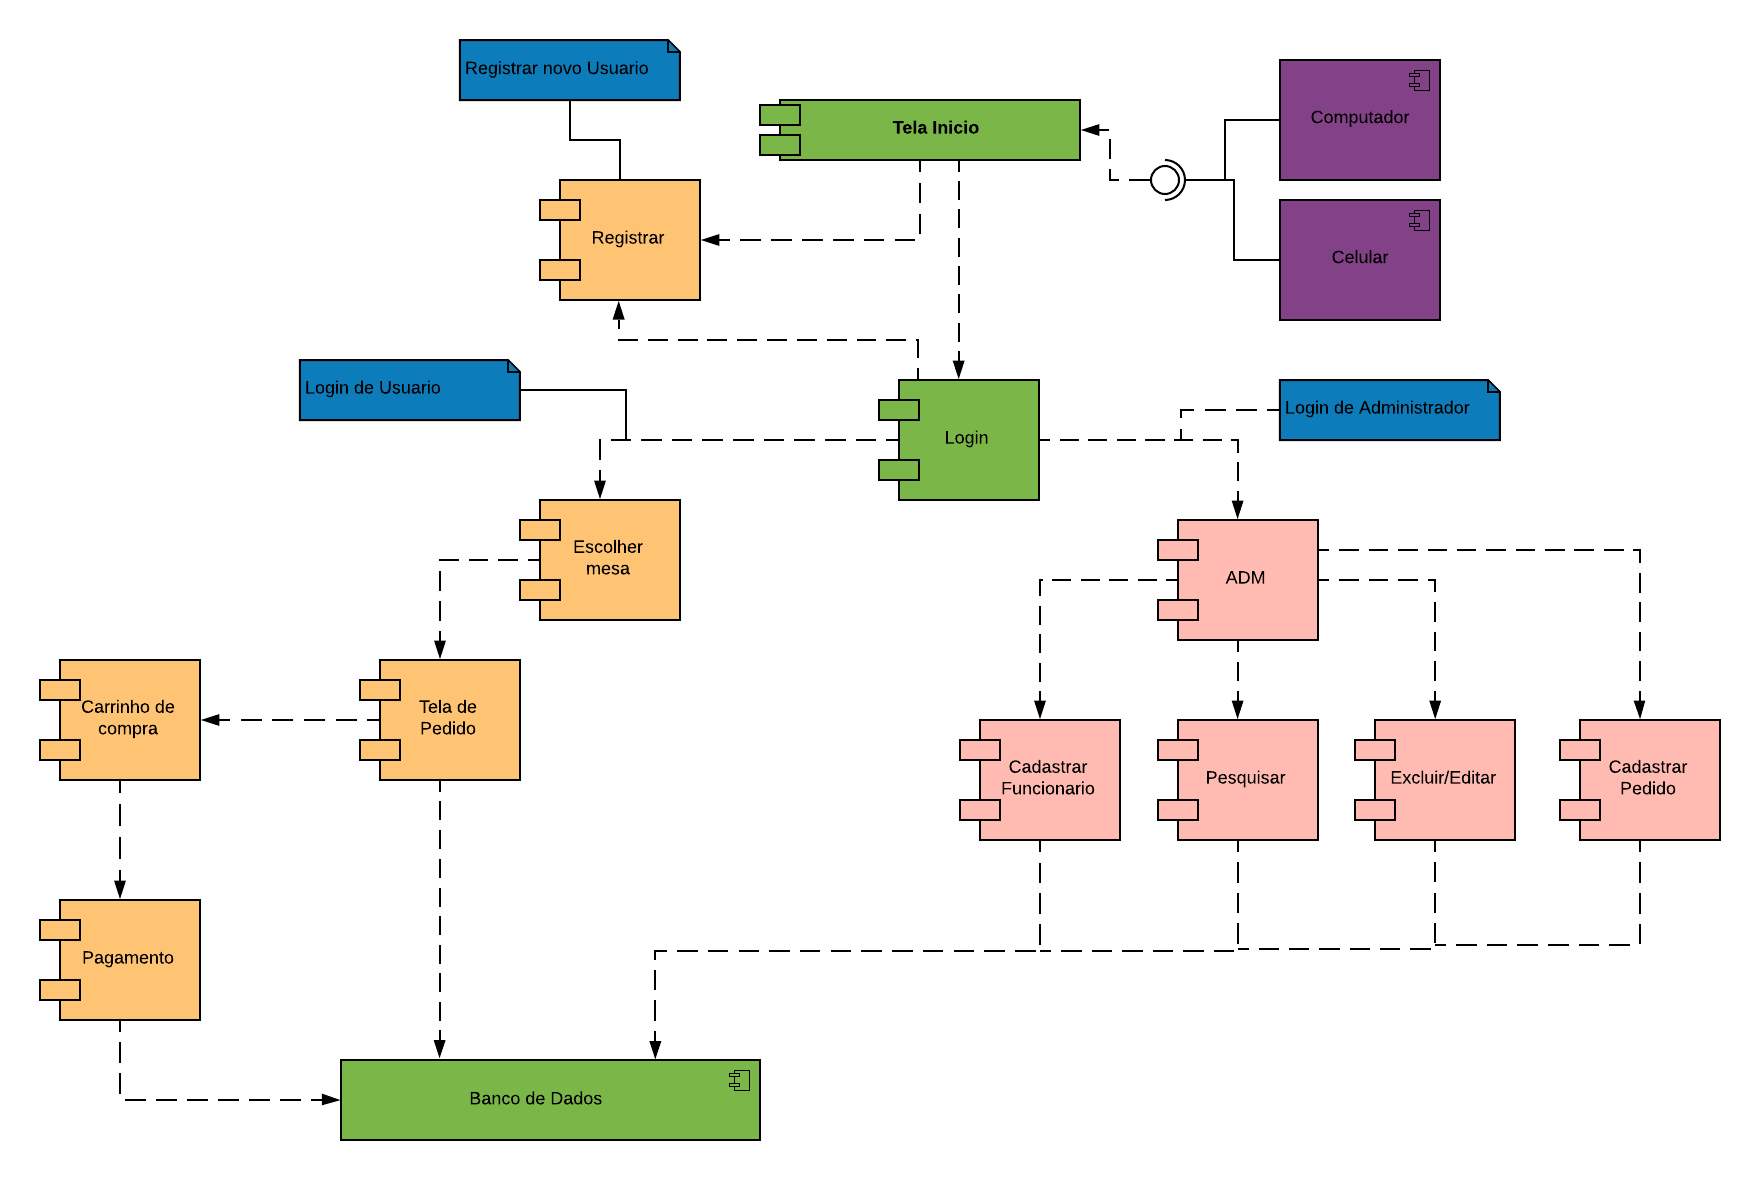 Registrar novo Usuario
Tela Inicio
Computador
Registrar
Celular
Login de Usuario
Login
Login de Administrador
Escolher
mesa
ADM
Carrinho de
compra
Tela de
Pedido
Cadastrar
Funcionario
Pesquisar
Excluir/Editar
Cadastrar
Pedido
Pagamento
Banco de Dados